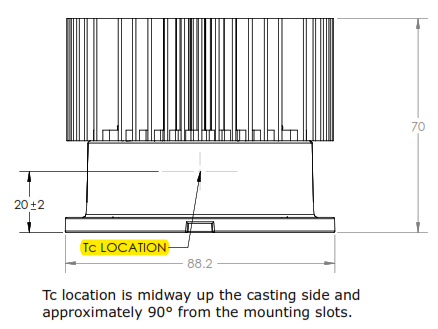 70
20 ±2
Tc LOCATION
88.2
Tc location is midway up the casting side and
approximately 90° from the mounting slots.